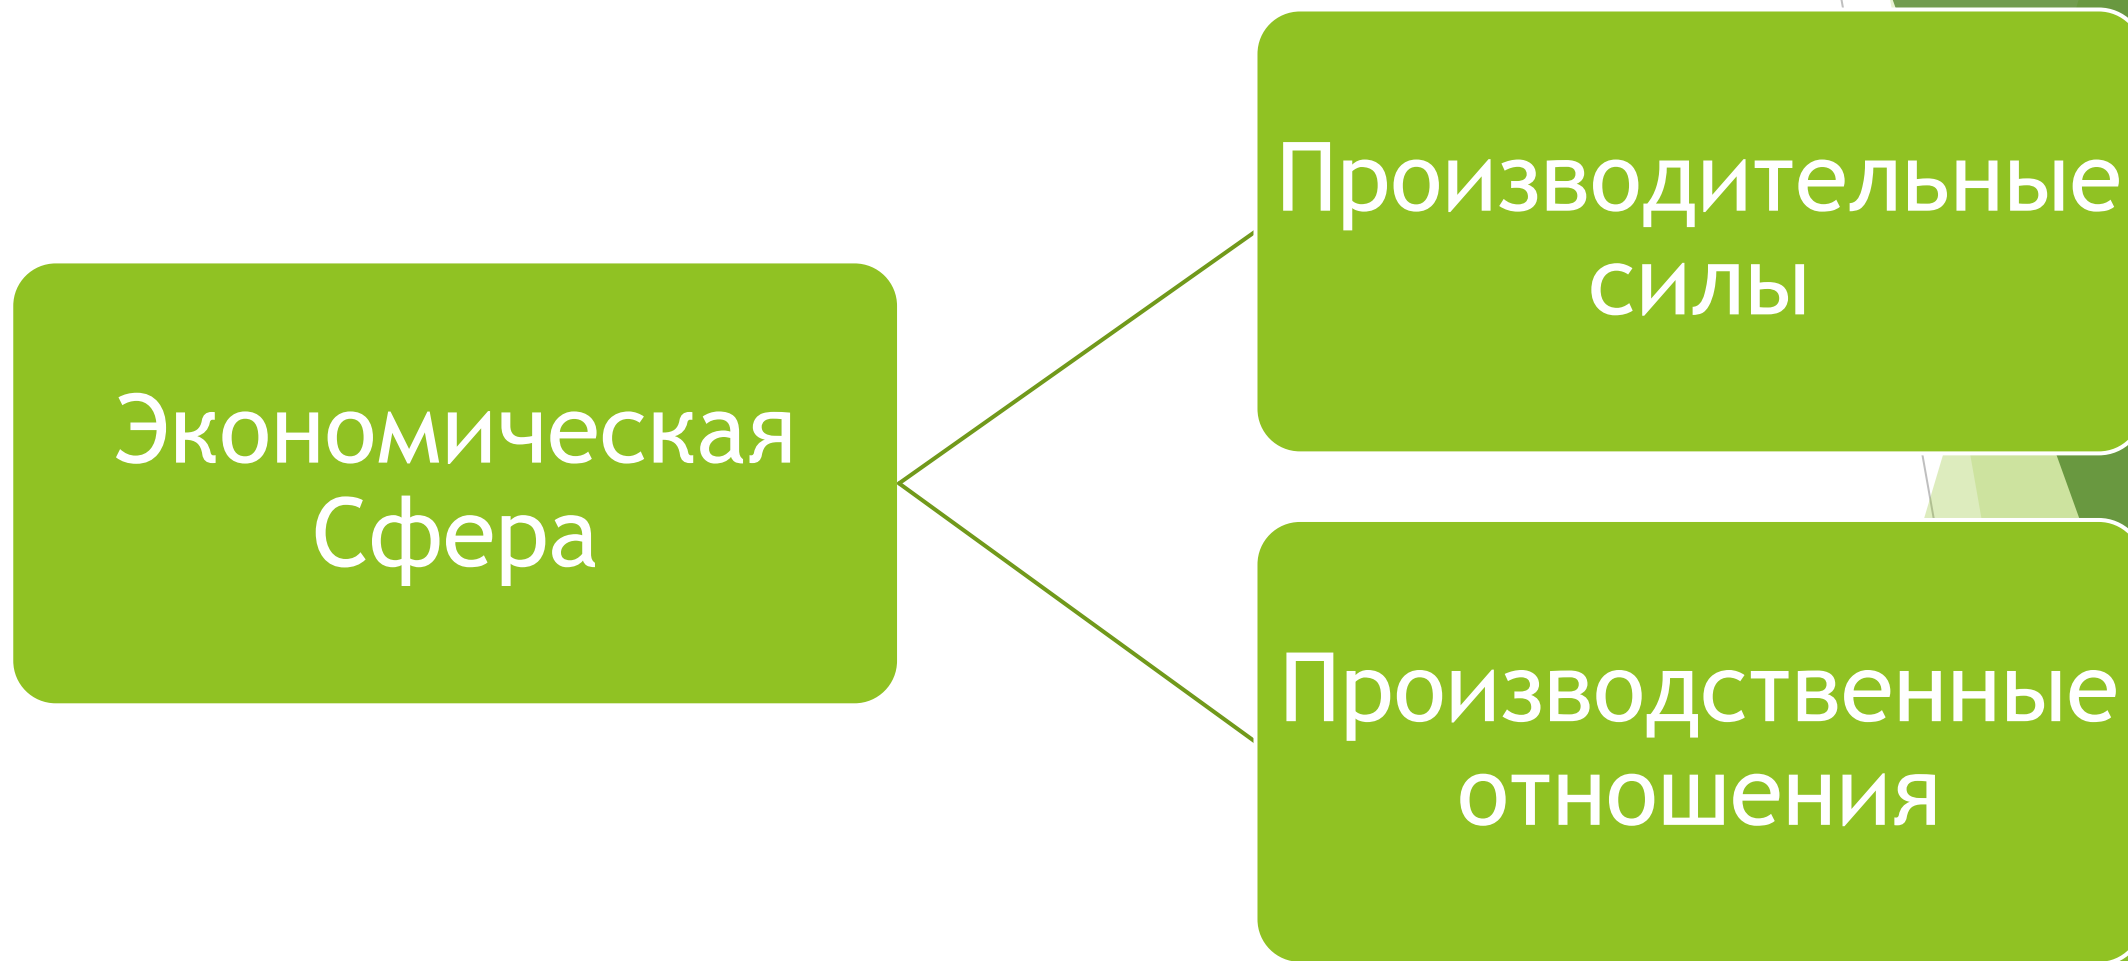 Экономическая
Сфера
Производительные
силы
Производственные
отношения